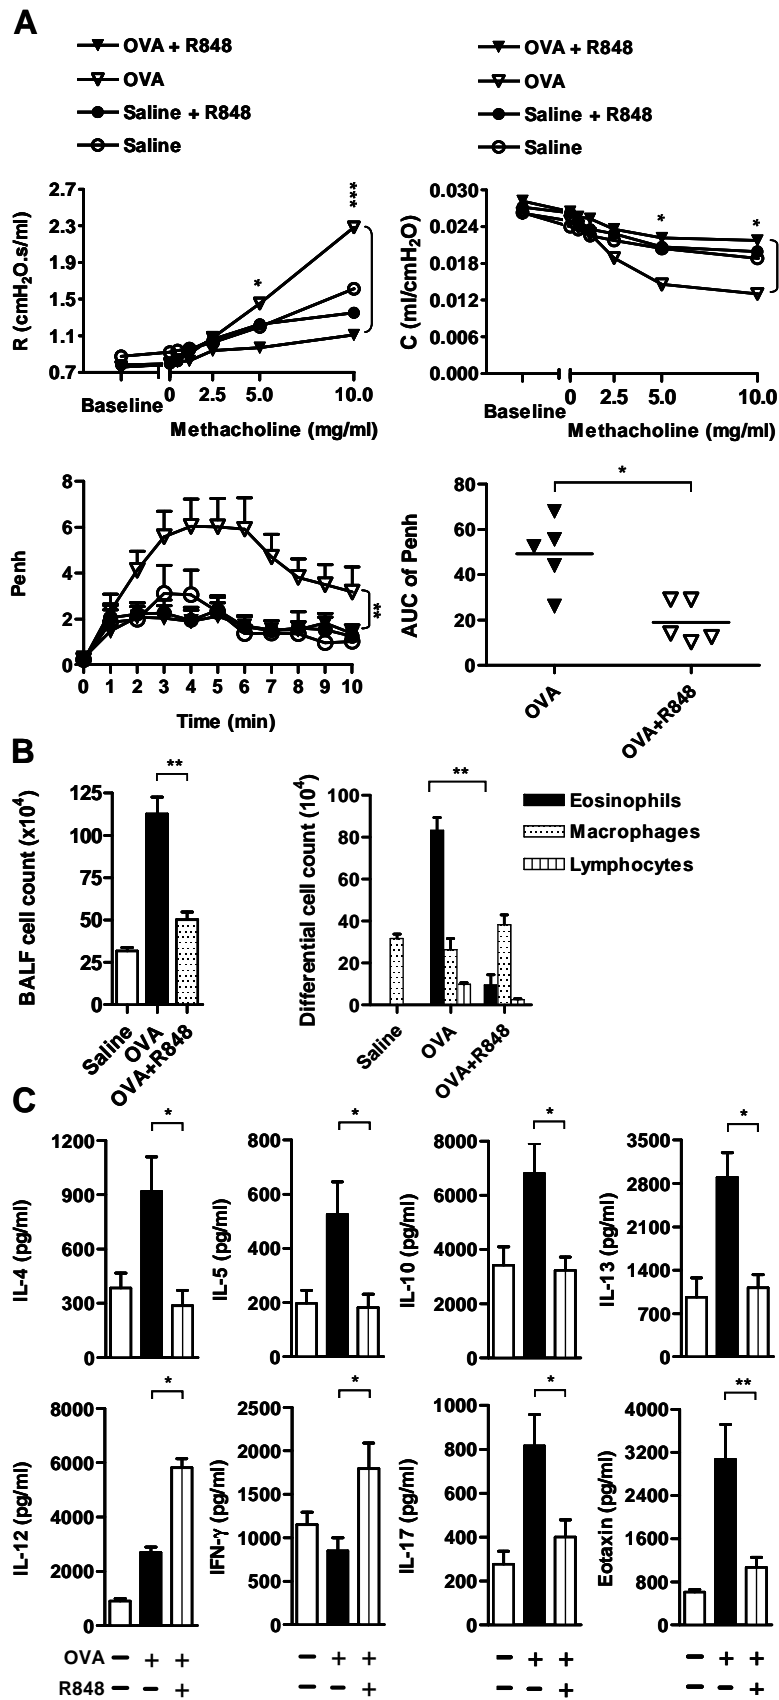 A
OVA + R848
OVA
Saline + R848
Saline
OVA + R848
OVA
Saline + R848
Saline
R (cmH2O.s/ml)
2.7
2.3
1.9
1.5
1.1
0.7
*
***
Baseline
0
2.5
5.0
10.0
Methacholine (mg/ml)
C (ml/cmH2O)
0.030
0.024
0.018
0.012
0.006
0.000
*
*
Baseline
0
2.5
5.0
10.0
Methacholine (mg/ml)
Penh
8
6
4
2
0
**
0 1 2 3 4 5 6 7 8 9 10
Time (min)
AUC of Penh
80
60
40
20
0
*
OVA
OVA+R848
B
BALF cell count (x10⁴)
125
100
75
50
25
0
**
Saline
OVA
OVA+R848
Differential cell count (10⁴)
100
80
60
40
20
0
**
Saline
OVA
OVA+R848
Eosinophils
Macrophages
Lymphocytes
C
IL-4 (pg/ml)
1200
900
600
300
0
*
IL-5 (pg/ml)
800
600
400
200
0
*
IL-10 (pg/ml)
8000
6000
4000
2000
0
*
IL-13 (pg/ml)
3500
2800
2100
1400
700
0
*
IL-12 (pg/ml)
8000
6000
4000
2000
0
*
IFN-γ (pg/ml)
2500
2000
1500
1000
500
0
*
IL-17 (pg/ml)
1000
800
600
400
200
0
*
Eotaxin (pg/ml)
4000
3200
2400
1600
800
0
**
OVA − + + − + + − + + − + +
R848 − − + − − + − − + − − +